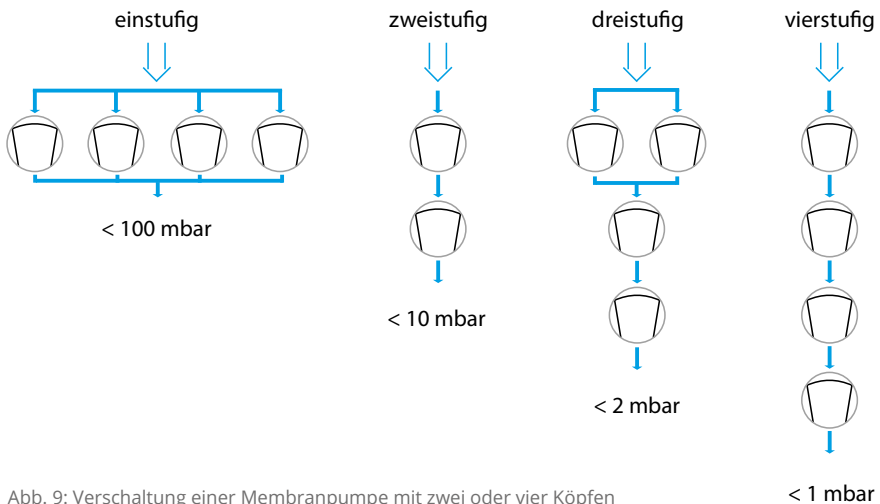 einstufig
zweistufig
dreistufig
vierstufig
< 100 mbar
< 10 mbar
< 2 mbar
< 1 mbar
Abb. 9: Verschaltung einer Membranpumpe mit zwei oder vier Köpfen